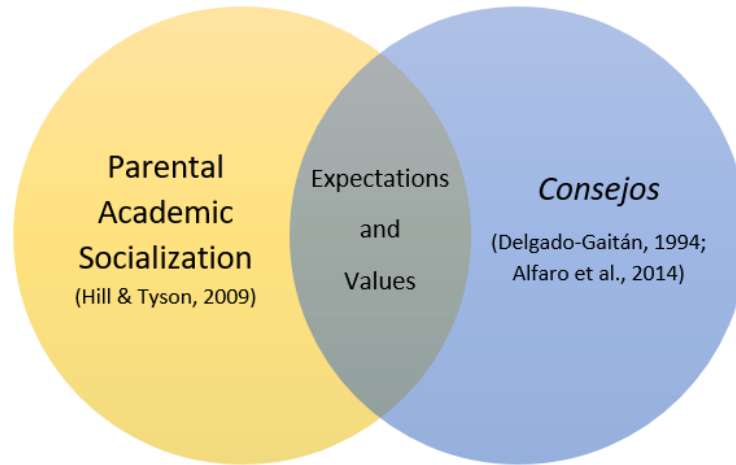 Parental
Academic
Socialization
(Hill & Tyson, 2009)
Expectations
and
Values
Consejos
(Delgado-Gaitán, 1994;
Alfaro et al., 2014)